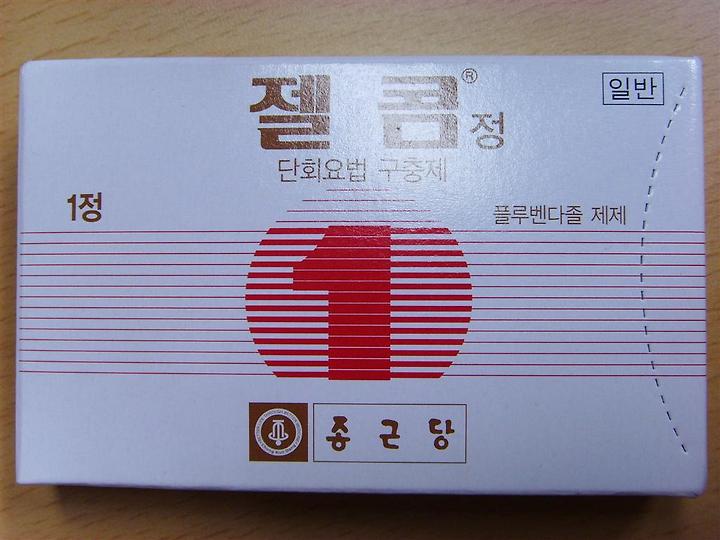 젤콤®정
일반
단회요법 구충제
1정
플루벤다졸 제제
1
종근당